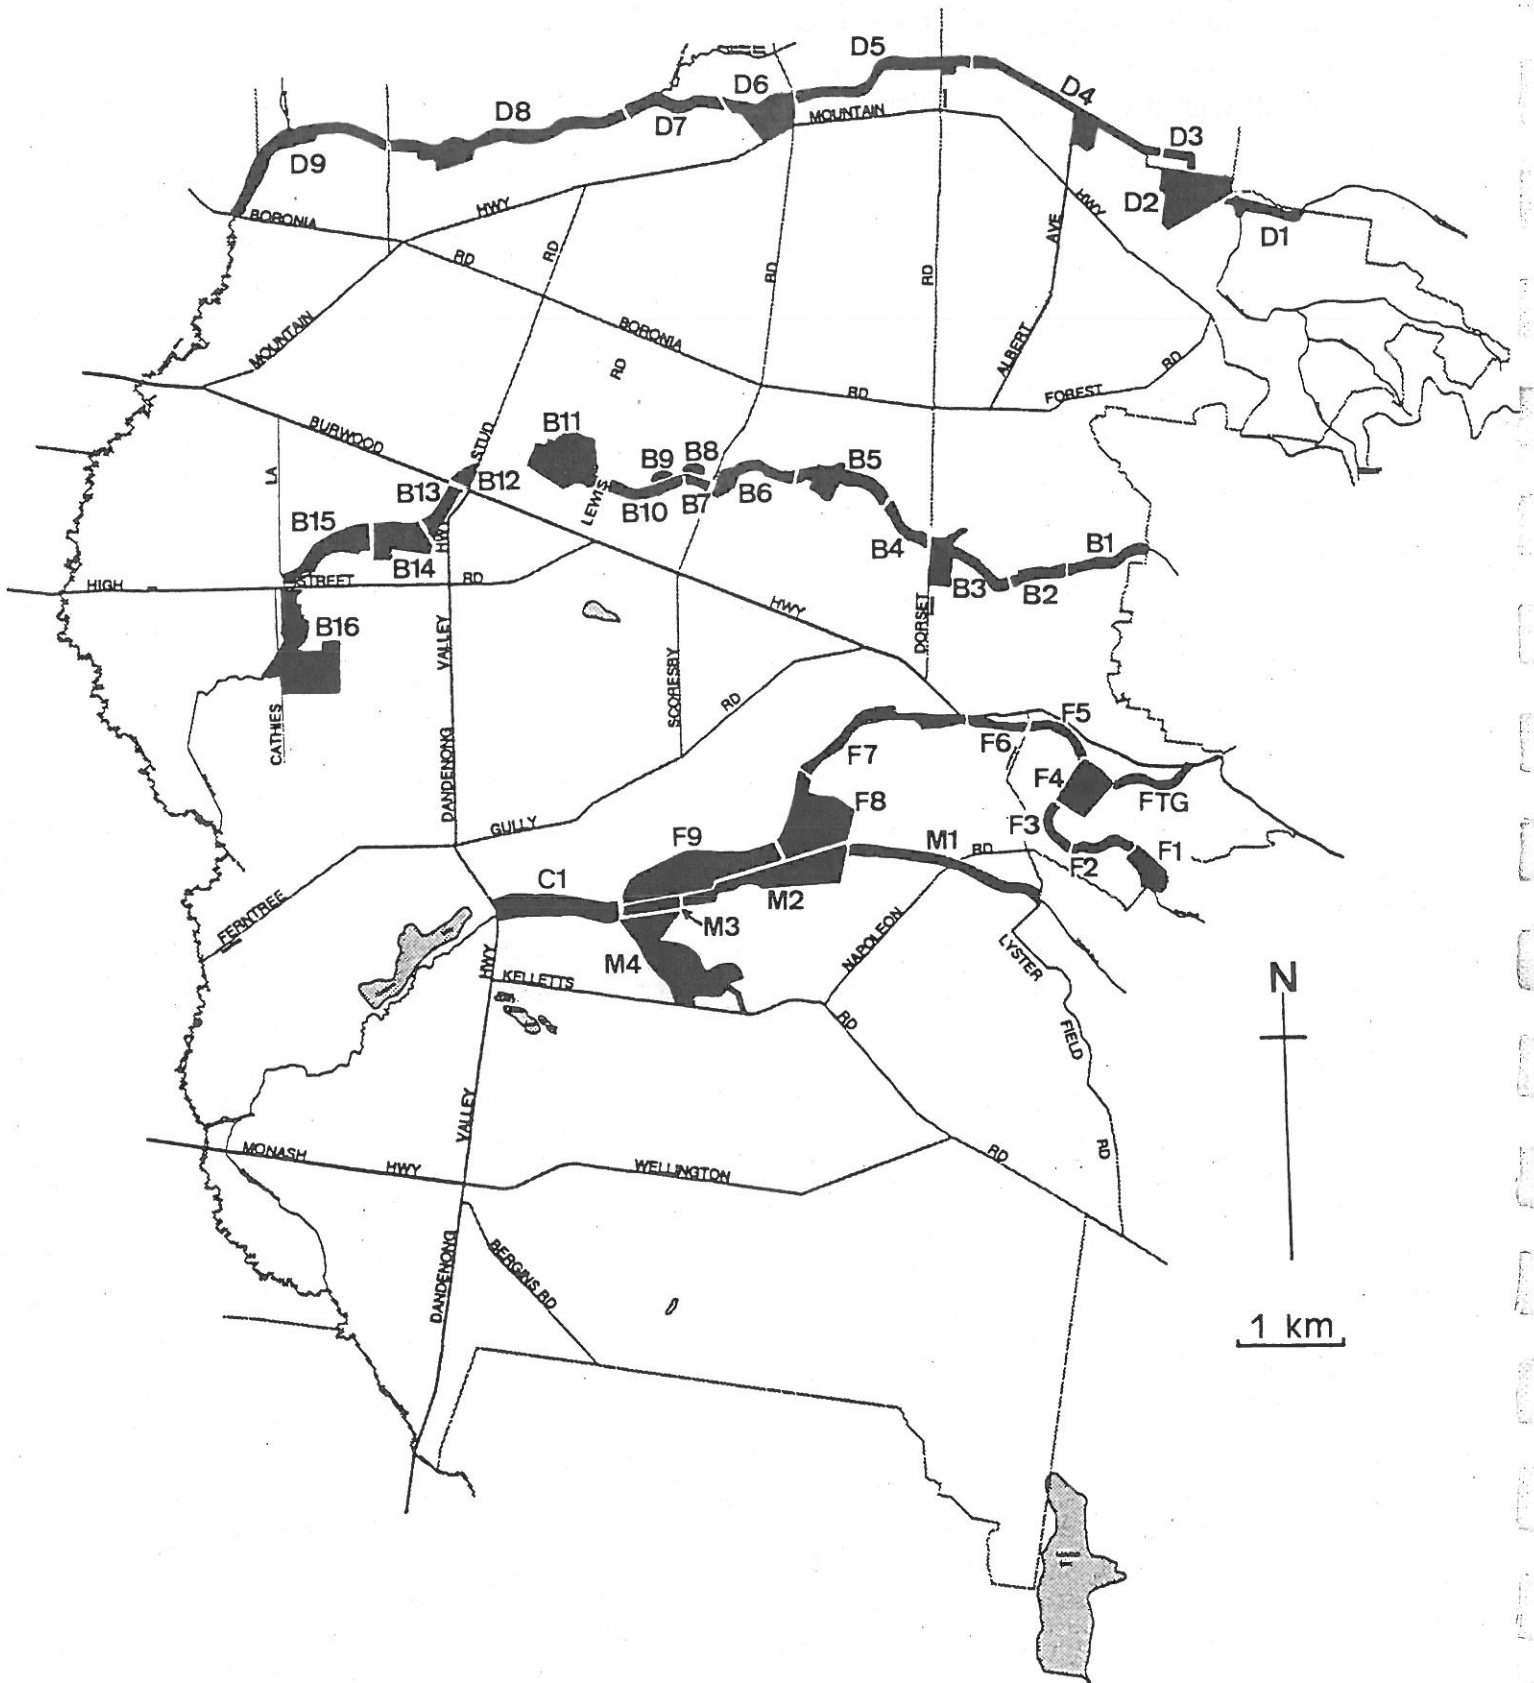 D5
D6
D4
D8
D7
MOUNTAIN
D3
D9
HWY
D2
HWY
BORONIA
AVE
D1
RD
RD
RD
RD
MOUNTAIN
BORONIA
RD
ALBERT
RD
RD
FOREST
BURWOOD
B11
STUD
B9
B8
B5
LA
B12
B13
B6
LEWIS
B10
B7
B15
HWY
B4
B1
B14
B3
B2
HIGH
STREET
RD
HWY
DORSET
B16
VALLEY
SCORESBY
RD
CATHIES
F5
F6
F7
F4
DANDENONG
FTG
F8
GULLY
F3
F9
M1
RD
F2
F1
C1
M2
FERNTREE
M3
NAPOLEON
LYSTER
M4
HWY
KELLETTS
N
RD
FIELD
VALLEY
MONASH
HWY
WELLINGTON
RD
RD
DANDENONG
BERGINS RD
1 km